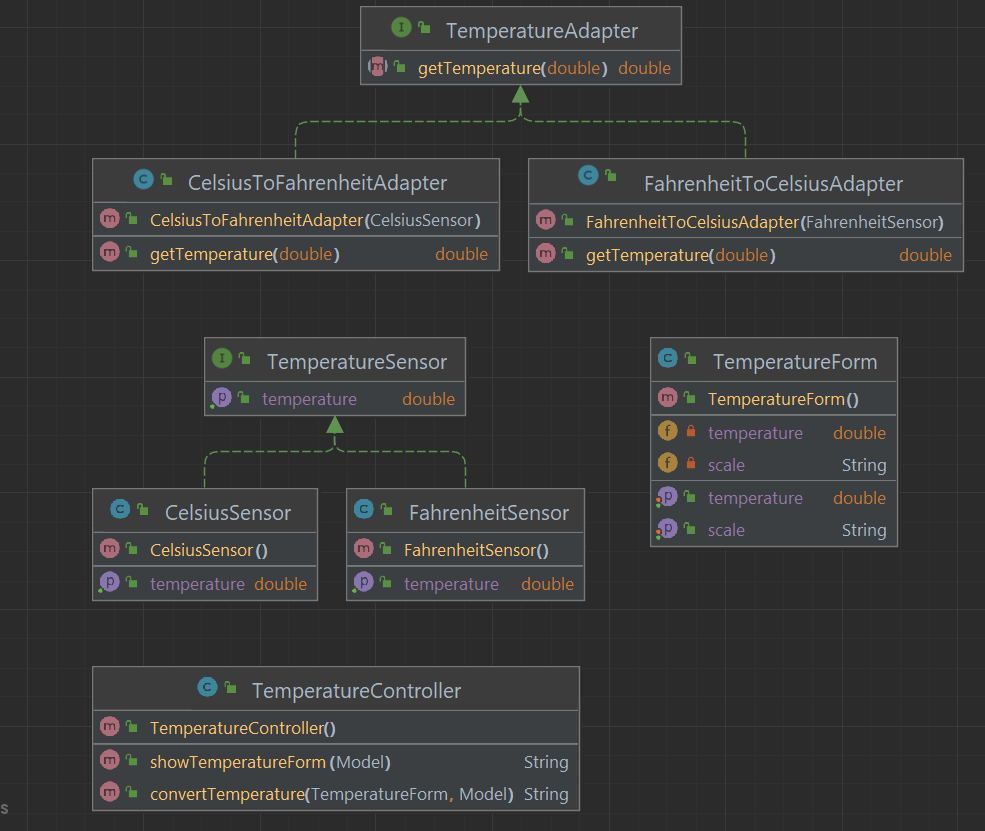 TemperatureAdapter
getTemperature(double) double
CelsiusToFahrenheitAdapter
CelsiusToFahrenheitAdapter(CelsiusSensor)
getTemperature(double) double
FahrenheitToCelsiusAdapter
FahrenheitToCelsiusAdapter(FahrenheitSensor)
getTemperature(double) double
TemperatureSensor
temperature double
TemperatureForm
TemperatureForm()
temperature double
scale String
temperature double
scale String
CelsiusSensor
CelsiusSensor()
temperature double
FahrenheitSensor
FahrenheitSensor()
temperature double
TemperatureController
TemperatureController()
showTemperatureForm(Model) String
convertTemperature(TemperatureForm, Model) String
s